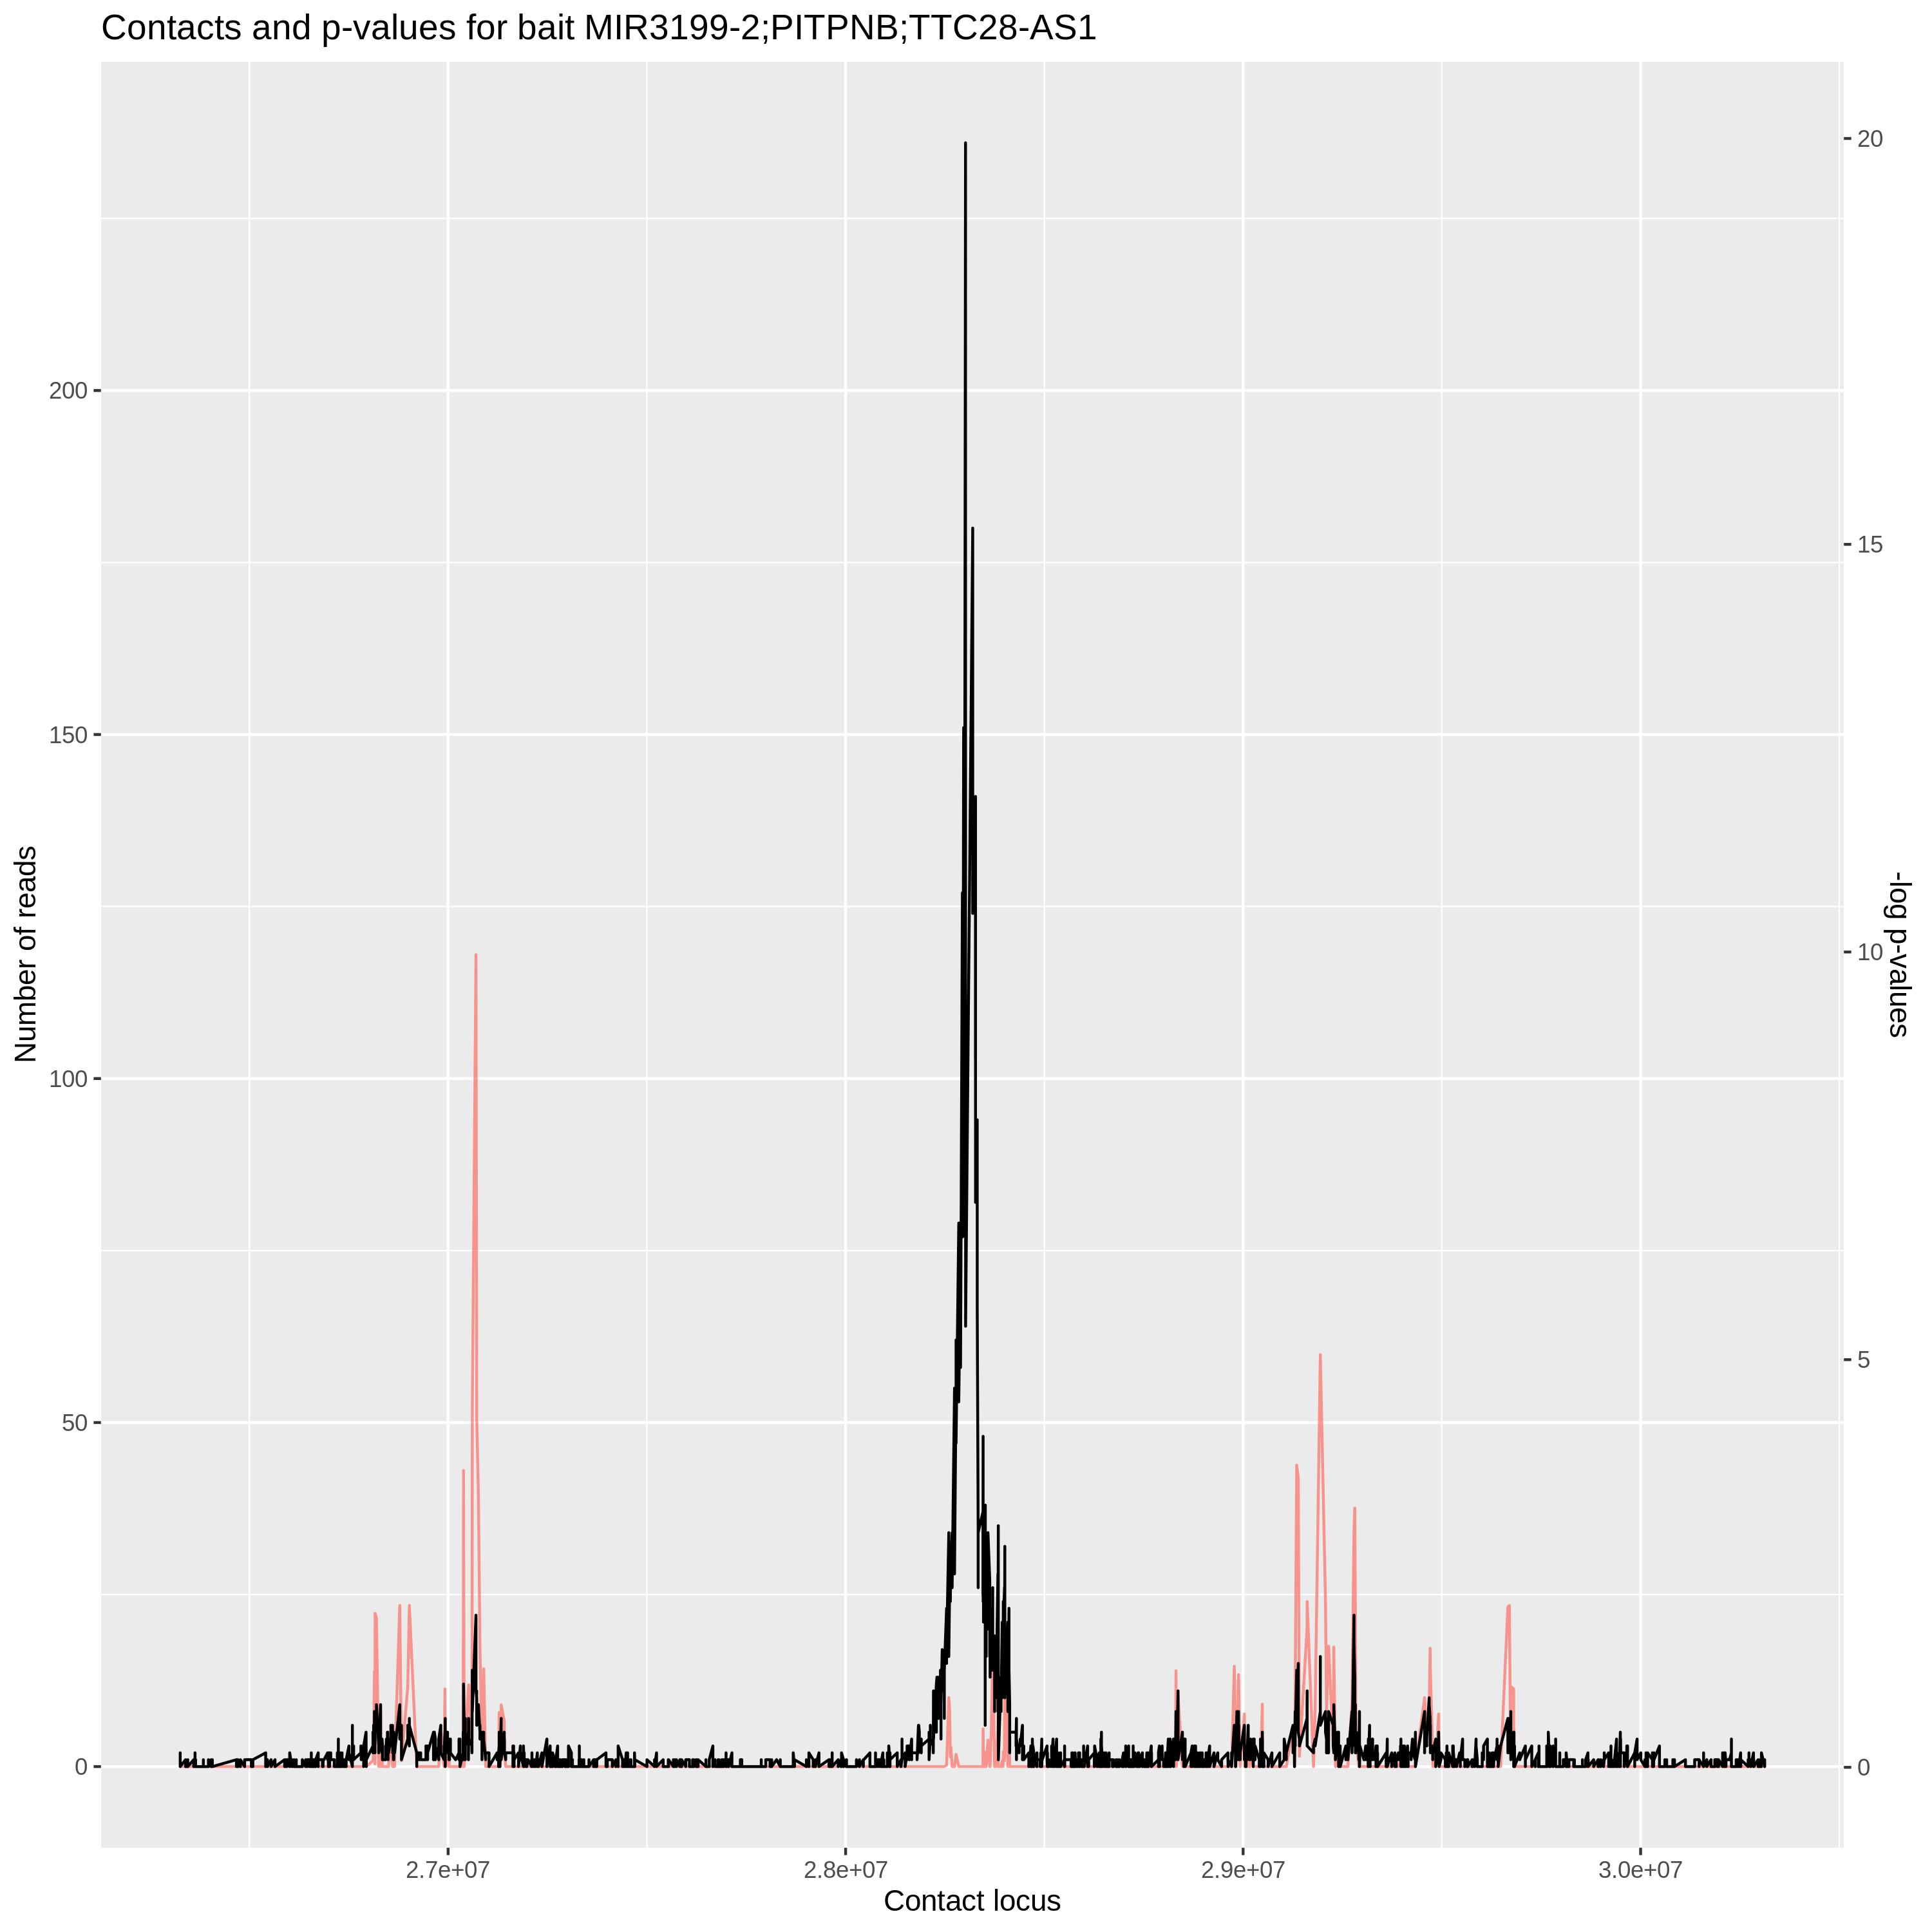 Contacts and p-values for bait MIR3199-2;PITPNB;TTC28-AS1
20
200
15
150
Number of reads
-log p-values
10
100
5
50
0
0
2.7e+07
2.8e+07
2.9e+07
3.0e+07
Contact locus